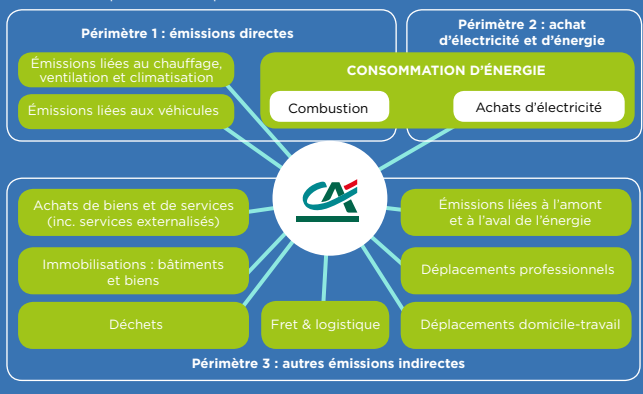 Périmètre 1 : émissions directes
Périmètre 2 : achat
d'électricité et d'énergie
Émissions liées au chauffage,
ventilation et climatisation
Émissions liées aux véhicules
CONSOMMATION D'ÉNERGIE
Combustion
Achats d'électricité
CA
Achats de biens et de services
(inc. services externalisés)
Émissions liées à l'amont
et à l'aval de l'énergie
Immobilisations : bâtiments
et biens
Déplacements professionnels
Déchets
Fret & logistique
Déplacements domicile-travail
Périmètre 3 : autres émissions indirectes